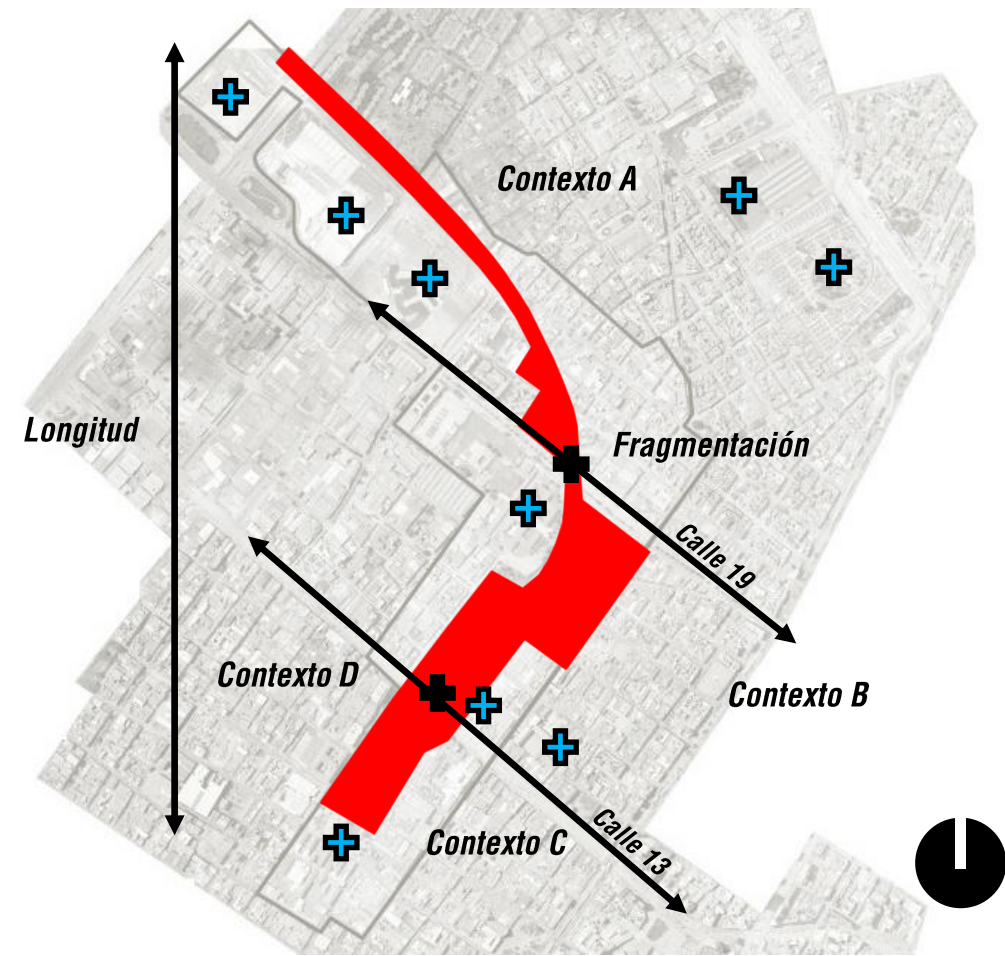 Contexto A
Longitud
Fragmentación
Calle 19
Contexto D
Contexto B
Contexto C
Calle 13